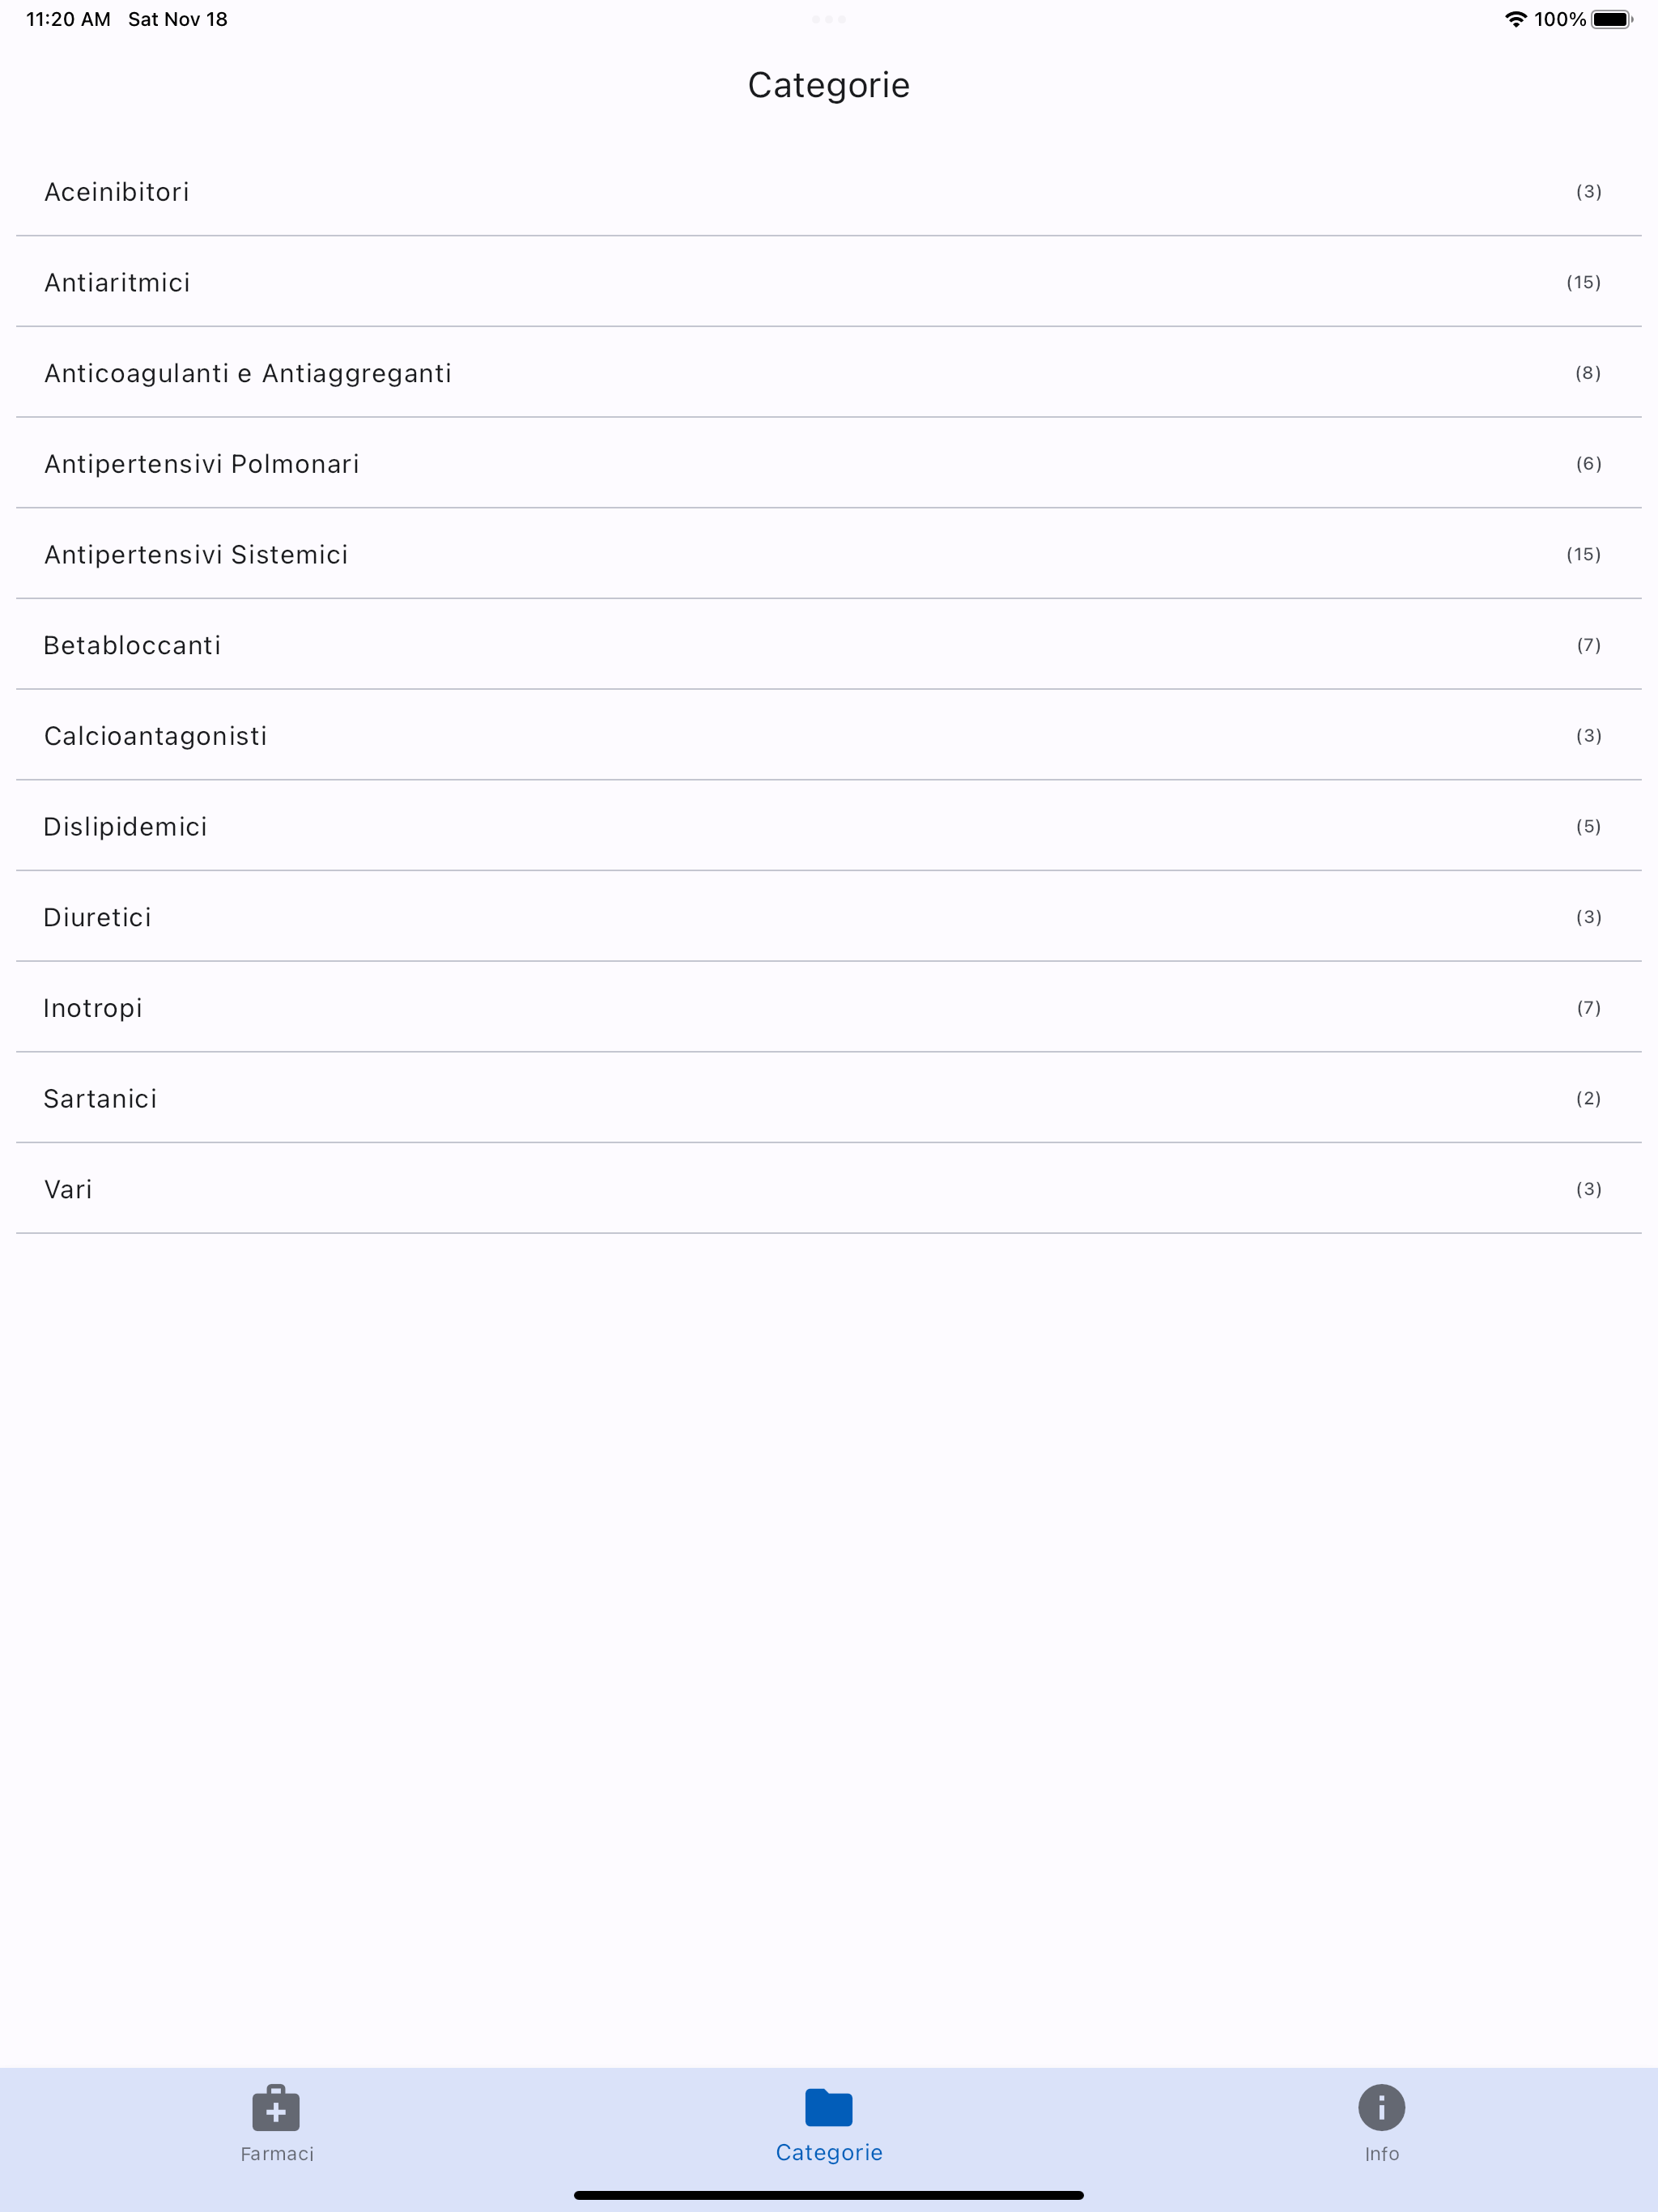 11:20 AM Sat Nov 18 100%
Categorie
Aceinibitori (3)
Antiaritmici (15)
Anticoagulanti e Antiaggreganti (8)
Antipertensivi Polmonari (6)
Antipertensivi Sistemici (15)
Betabloccanti (7)
Calcioantagonisti (3)
Dislipidemici (5)
Diuretici (3)
Inotropi (7)
Sartanici (2)
Vari (3)
Farmaci Categorie Info